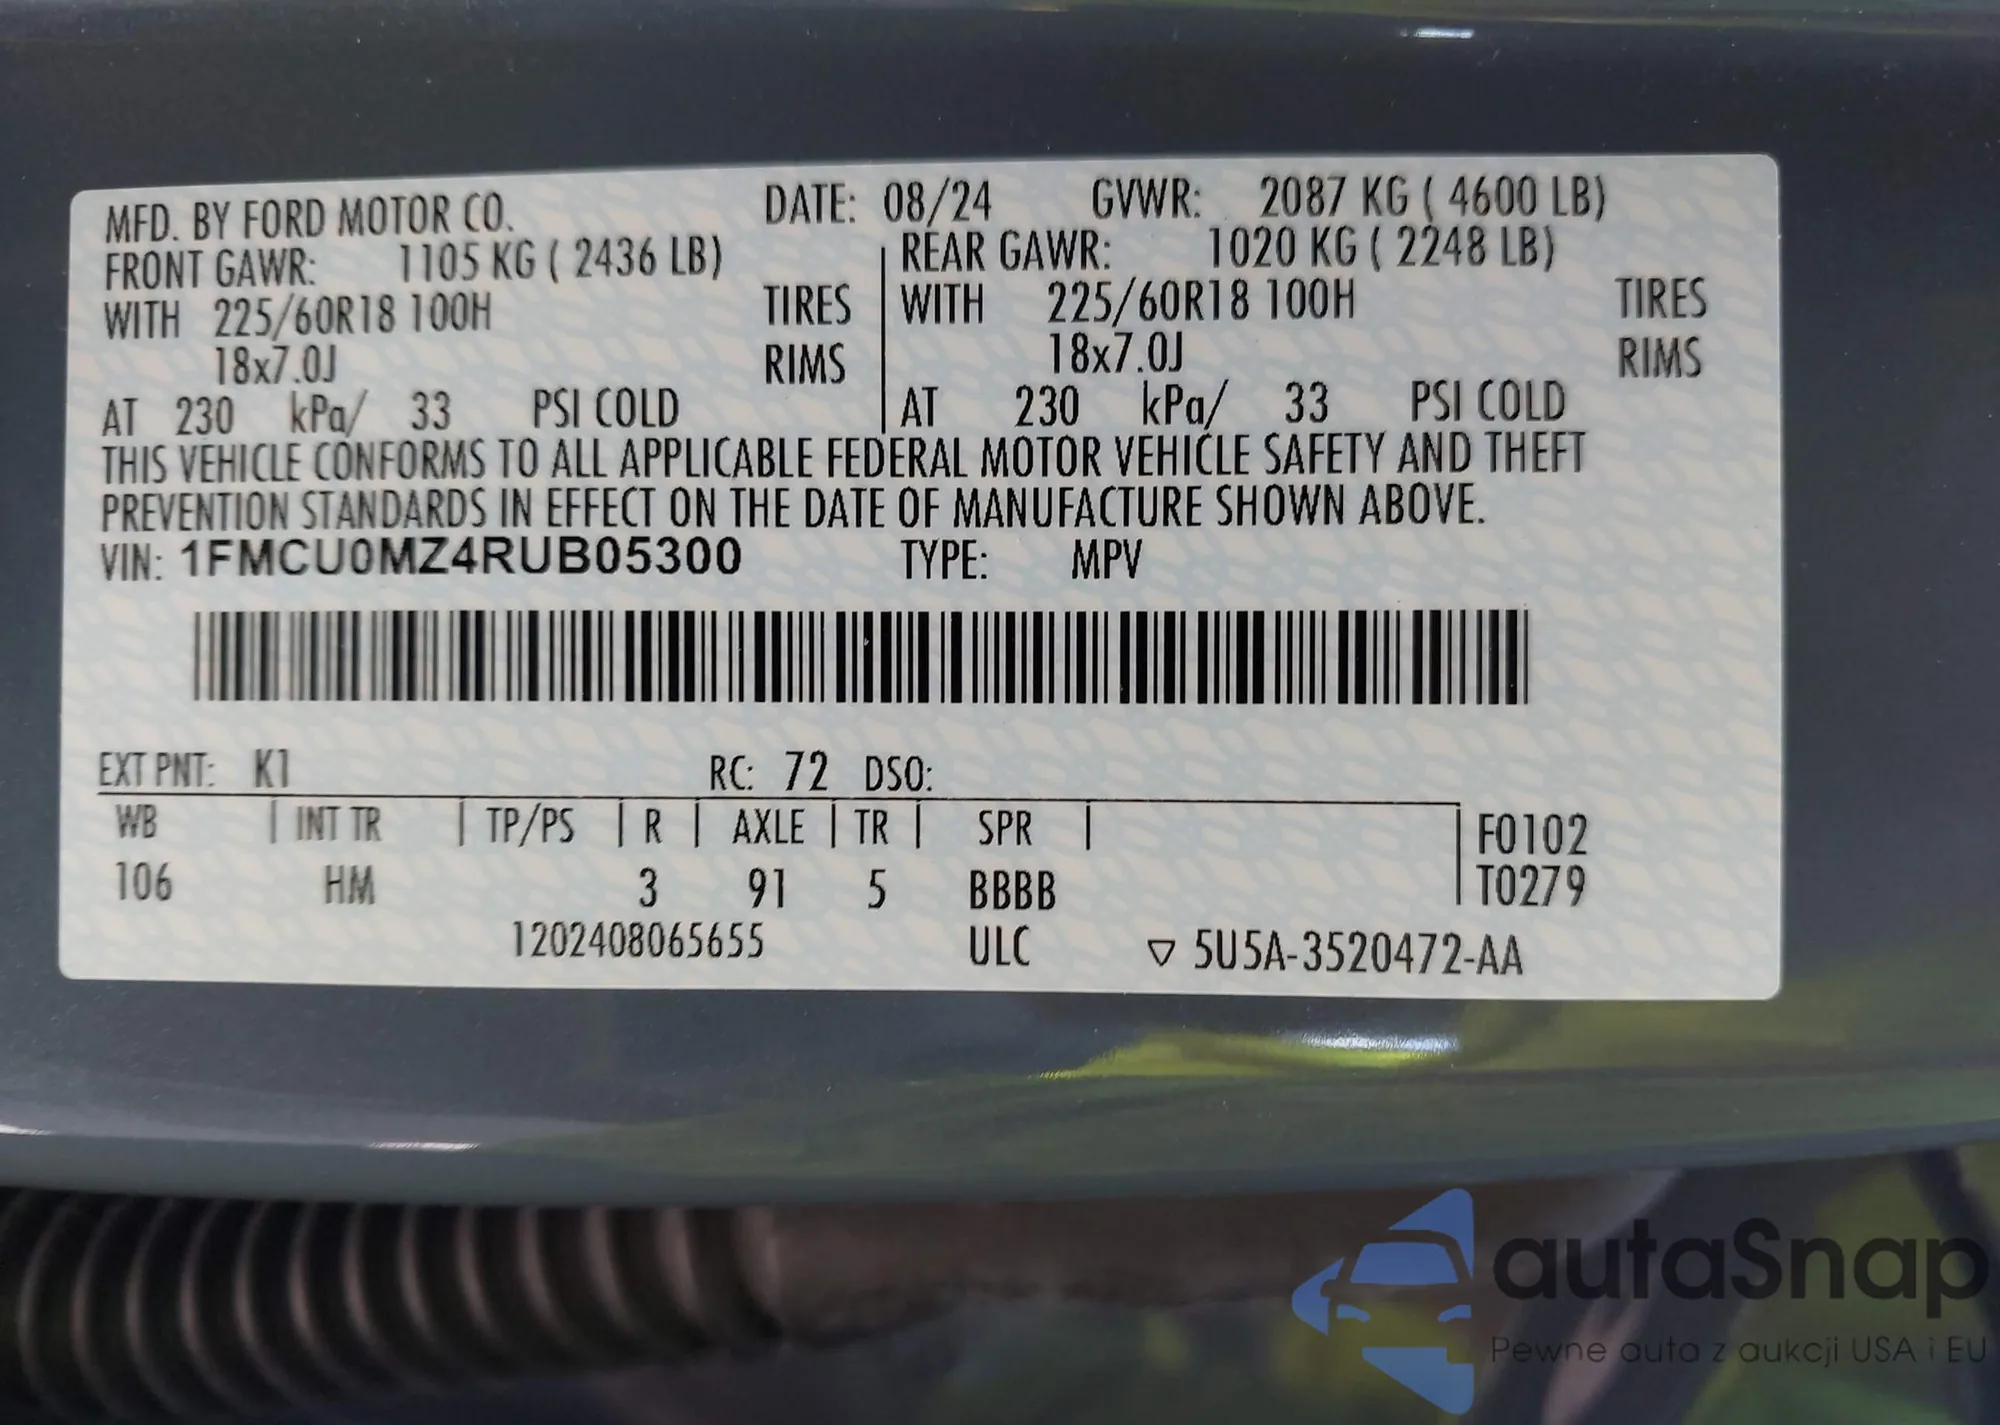 MFD. BY FORD MOTOR CO. DATE: 08/24 GVWR: 2087 KG ( 4600 LB)
FRONT GAWR: 1105 KG ( 2436 LB) REAR GAWR: 1020 KG ( 2248 LB)
WITH 225/60R18 100H TIRES WITH 225/60R18 100H TIRES
18x7.0J RIMS 18x7.0J RIMS
AT 230 kPa/ 33 PSI COLD AT 230 kPa/ 33 PSI COLD
THIS VEHICLE CONFORMS TO ALL APPLICABLE FEDERAL MOTOR VEHICLE SAFETY AND THEFT
PREVENTION STANDARDS IN EFFECT ON THE DATE OF MANUFACTURE SHOWN ABOVE.
VIN: 1FMCU0MZ4RUB05300 TYPE: MPV
EXT PNT: K1 RC: 72 DSO:
WB | INT TR | TP/PS | R | AXLE | TR | SPR | F0102
106 HM 3 91 5 BBBB T0279
1202408065655 ULC ▽ 5U5A-3520472-AA
autaSnap
Pewne auta z aukcji USA i EU